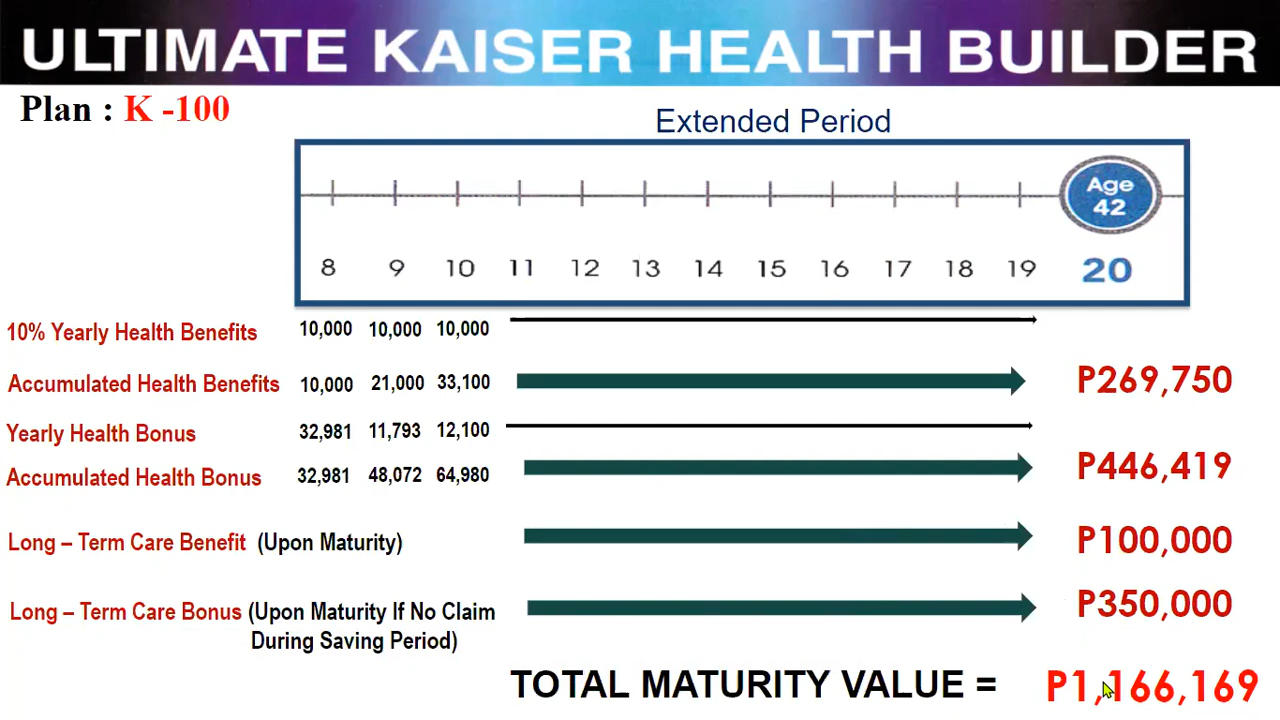 ULTIMATE KAISER HEALTH BUILDER
Plan : K -100
Extended Period
Age
42
8 9 10 11 12 13 14 15 16 17 18 19 20
10% Yearly Health Benefits 10,000 10,000 10,000
Accumulated Health Benefits 10,000 21,000 33,100 P269,750
Yearly Health Bonus 32,981 11,793 12,100
Accumulated Health Bonus 32,981 48,072 64,980 P446,419
Long – Term Care Benefit (Upon Maturity) P100,000
Long – Term Care Bonus (Upon Maturity If No Claim P350,000
During Saving Period)
TOTAL MATURITY VALUE = P1,166,169